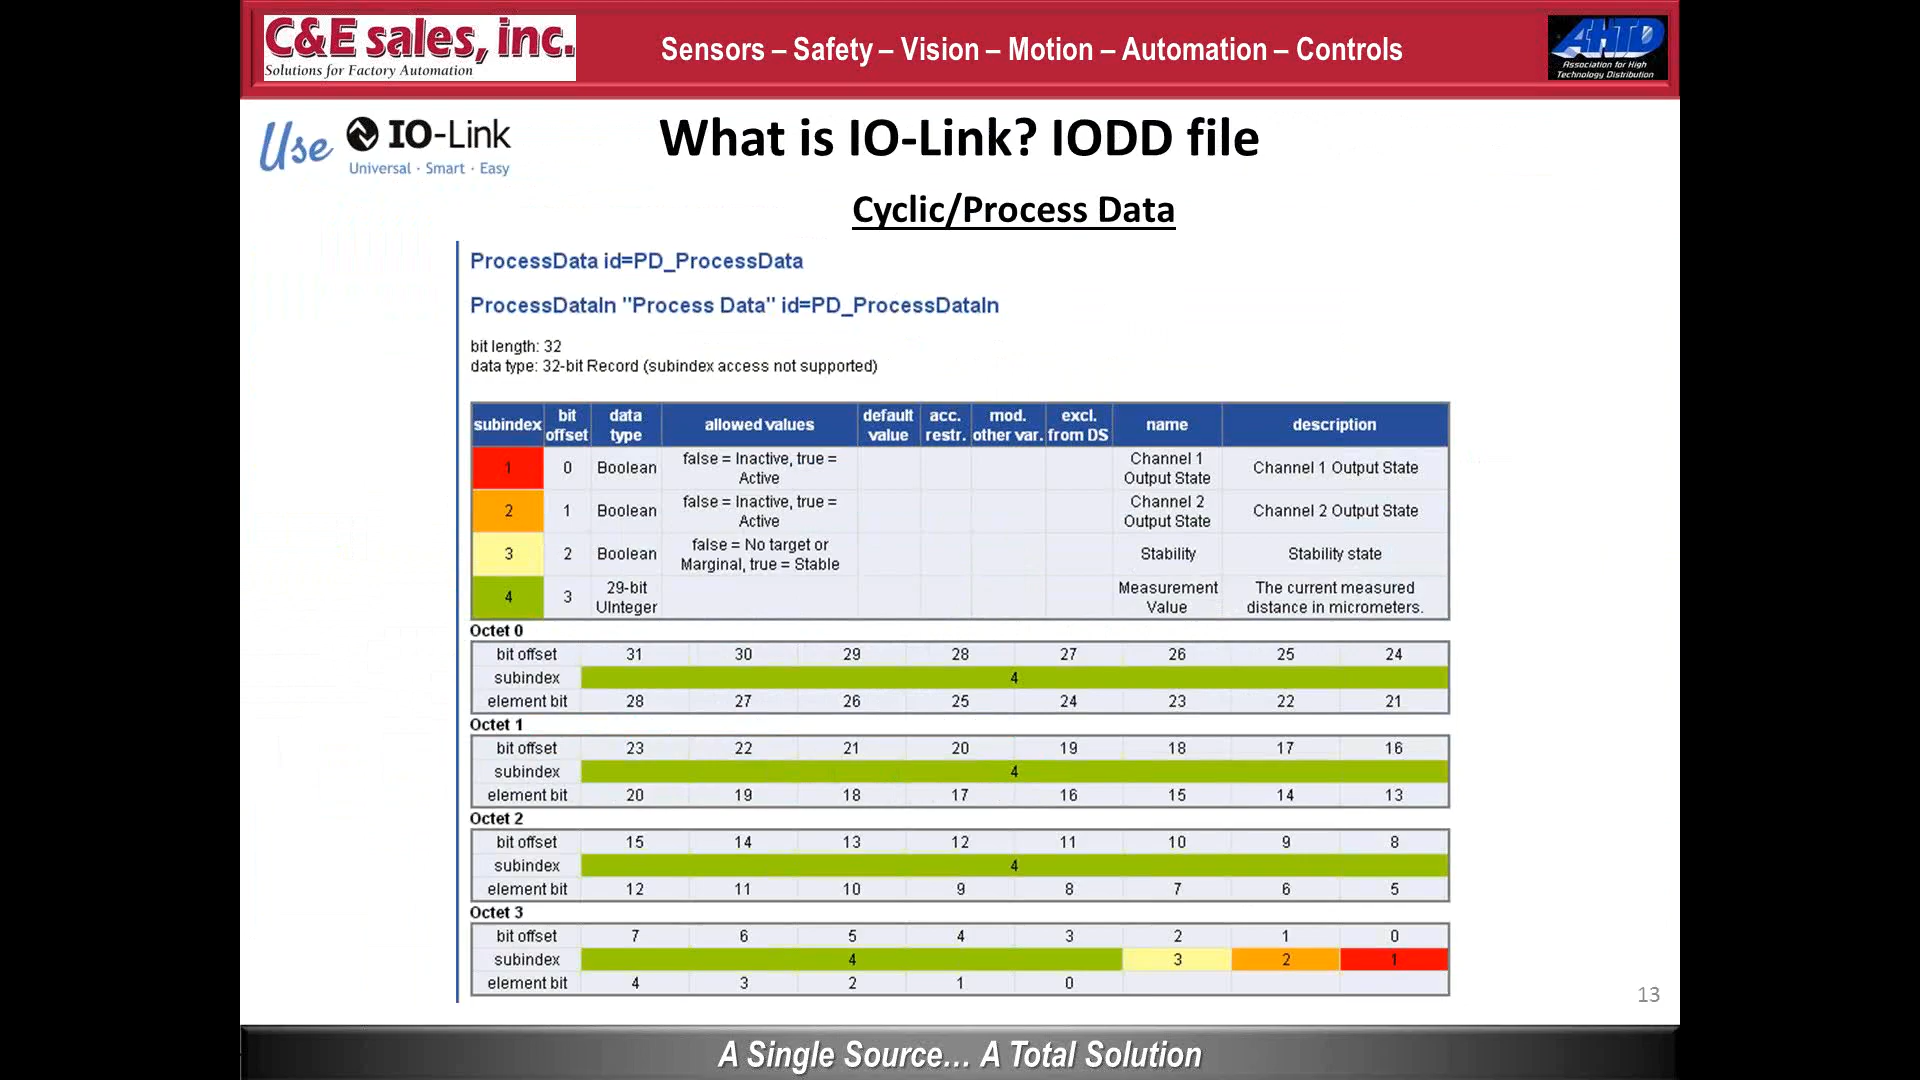 C&E sales, inc.
Solutions for Factory Automation
Sensors – Safety – Vision – Motion – Automation – Controls
AHTD
Association for High
Technology Distribution
Use IO-Link
Universal · Smart · Easy
What is IO-Link? IODD file
Cyclic/Process Data
ProcessData id=PD_ProcessData
ProcessDataIn "Process Data" id=PD_ProcessDataIn
bit length: 32
data type: 32-bit Record (subindex access not supported)
subindex bit offset data type allowed values default value acc. restr. mod. other var. excl. from DS name description
1 0 Boolean false = Inactive, true = Active Channel 1 Output State Channel 1 Output State
2 1 Boolean false = Inactive, true = Active Channel 2 Output State Channel 2 Output State
3 2 Boolean false = No target or Marginal, true = Stable Stability Stability state
4 3 29-bit UInteger Measurement Value The current measured distance in micrometers.
Octet 0
bit offset 31 30 29 28 27 26 25 24
subindex 4
element bit 28 27 26 25 24 23 22 21
Octet 1
bit offset 23 22 21 20 19 18 17 16
subindex 4
element bit 20 19 18 17 16 15 14 13
Octet 2
bit offset 15 14 13 12 11 10 9 8
subindex 4
element bit 12 11 10 9 8 7 6 5
Octet 3
bit offset 7 6 5 4 3 2 1 0
subindex 4 3 2 1
element bit 4 3 2 1 0
13
A Single Source... A Total Solution